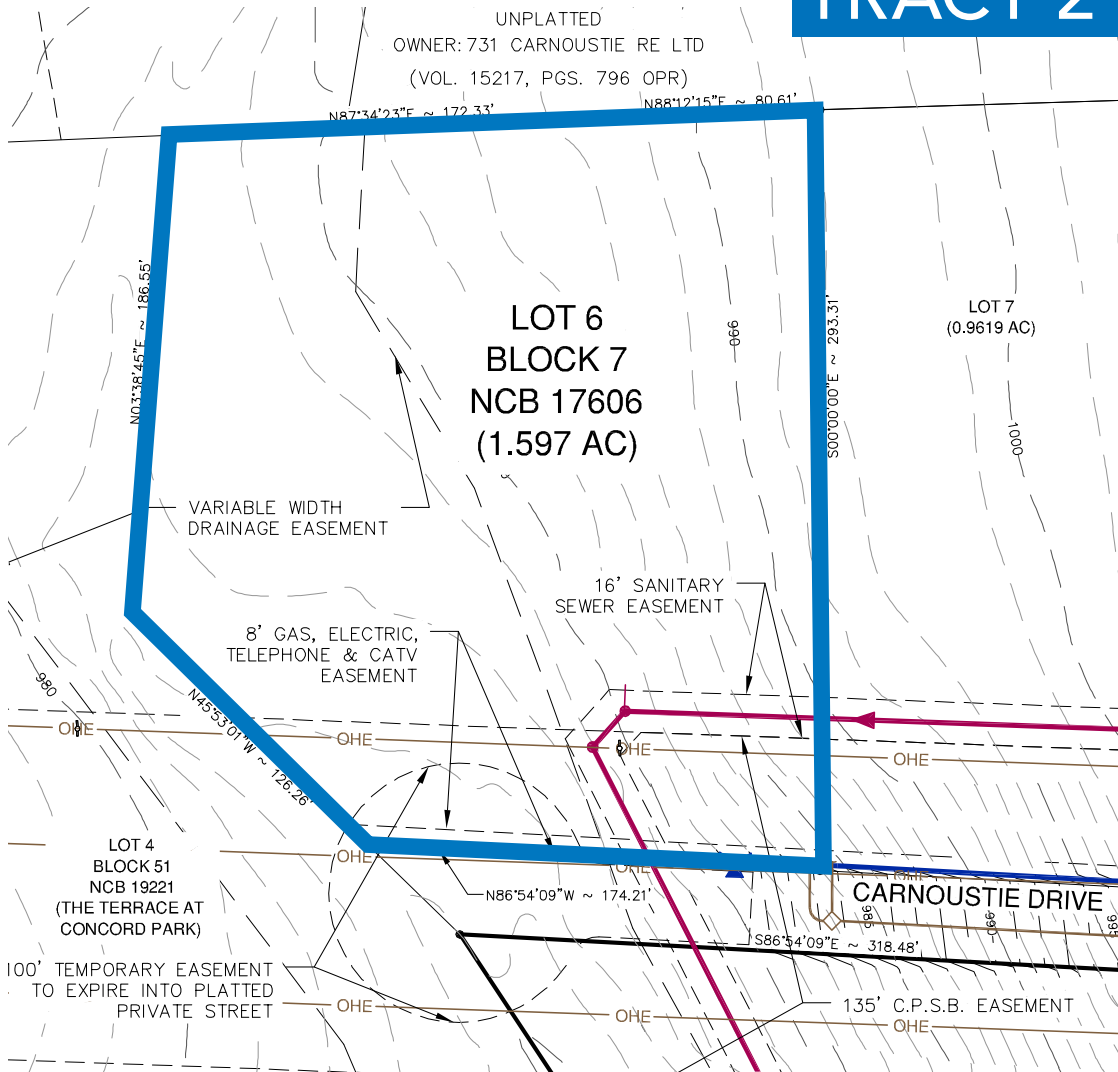 TRACT 2
UNPLATTED
OWNER: 731 CARNOUSTIE RE LTD
(VOL. 15217, PGS. 796 OPR)
N87°34'23"E ~ 172.33'
N88°12'15"E ~ 80.61'
N03°38'45"E ~ 186.55'
S00°00'00"E ~ 293.31'
LOT 6
BLOCK 7
NCB 17606
(1.597 AC)
990
LOT 7
(0.9619 AC)
1000
VARIABLE WIDTH
DRAINAGE EASEMENT
16' SANITARY
SEWER EASEMENT
8' GAS, ELECTRIC,
TELEPHONE & CATV
EASEMENT
980
N45°53'01"W ~ 126.26'
OHE
OHE
OHE
OHE
OHE
OHE
OHE
LOT 4
BLOCK 51
NCB 19221
(THE TERRACE AT
CONCORD PARK)
N86°54'09"W ~ 174.21'
CARNOUSTIE DRIVE
985
990
995
S86°54'09"E ~ 318.48'
100' TEMPORARY EASEMENT
TO EXPIRE INTO PLATTED
PRIVATE STREET
135' C.P.S.B. EASEMENT
OHE
OHE
OHE